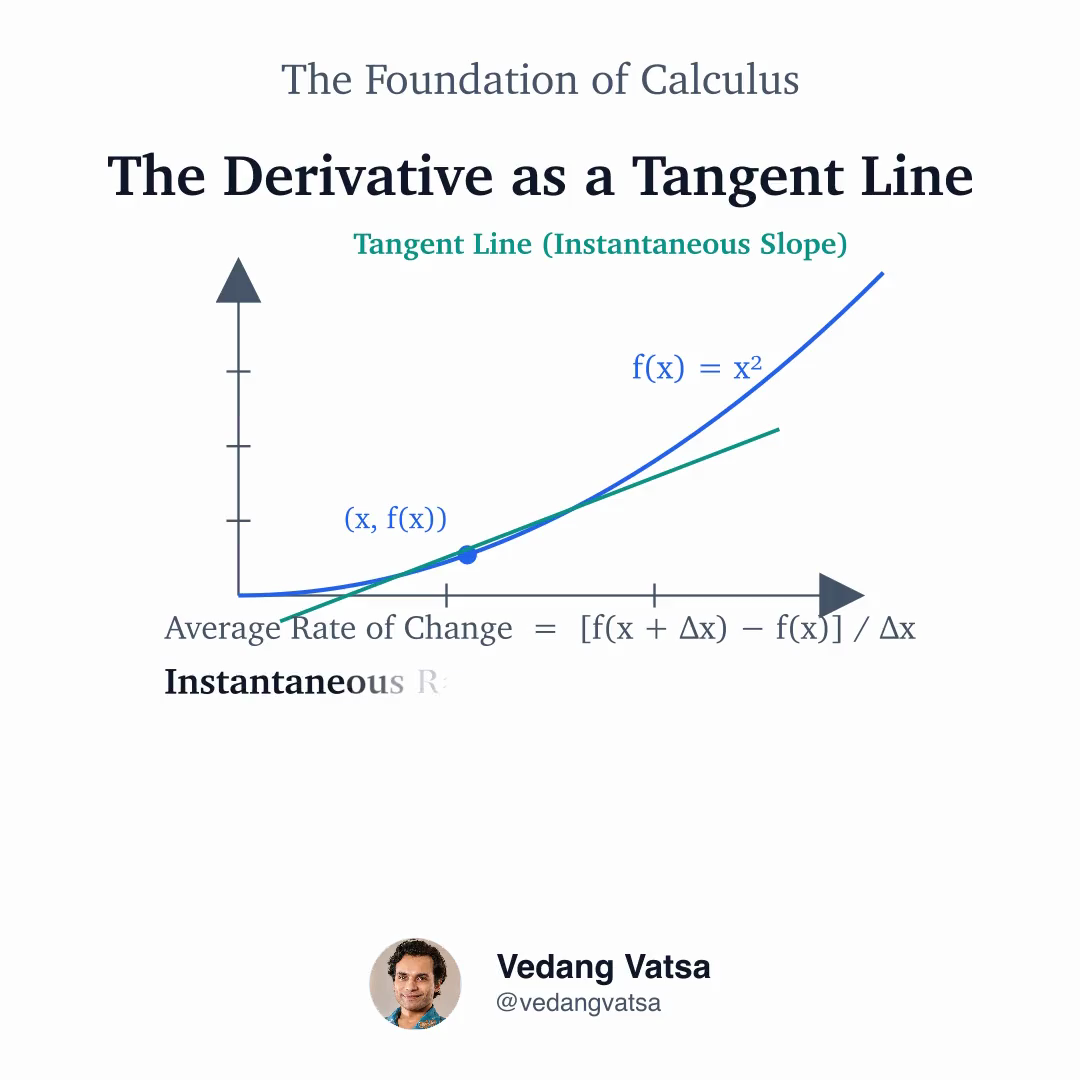 The Foundation of Calculus
The Derivative as a Tangent Line
Tangent Line (Instantaneous Slope)
f(x) = x²
(x, f(x))
Average Rate of Change = [f(x + Δx) − f(x)] / Δx
Instantaneous
Vedang Vatsa
@vedangvatsa